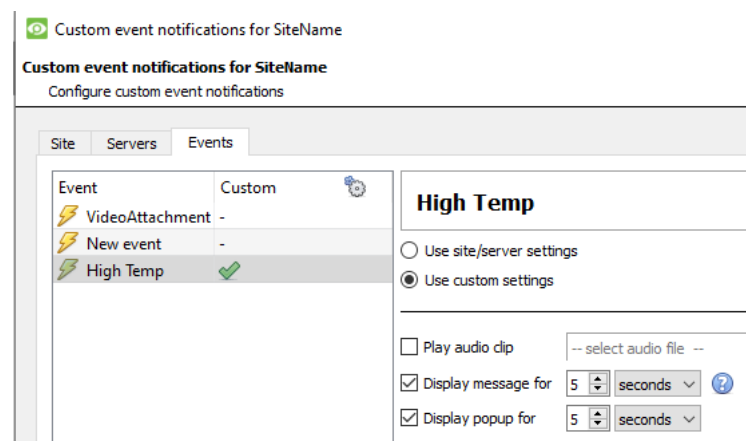 Custom event notifications for SiteName
Custom event notifications for SiteName
Configure custom event notifications
Site Servers Events
Event Custom
VideoAttachment -
New event -
High Temp
High Temp
Use site/server settings
Use custom settings
Play audio clip -- select audio file --
Display message for 5 seconds ?
Display popup for 5 seconds